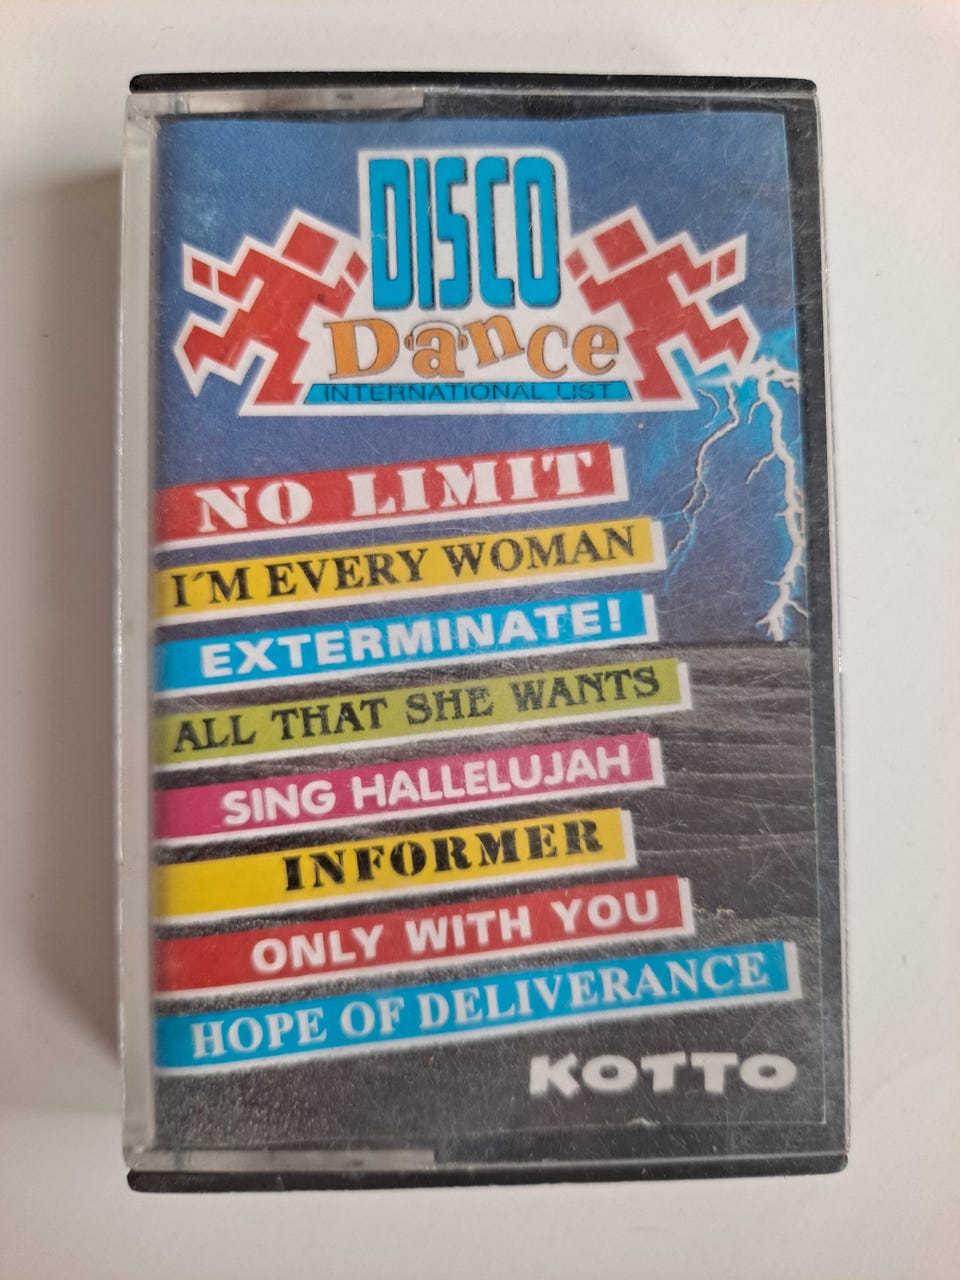 DISCO
Dance
INTERNATIONAL LIST
NO LIMIT
I´M EVERY WOMAN
EXTERMINATE!
ALL THAT SHE WANTS
SING HALLELUJAH
INFORMER
ONLY WITH YOU
HOPE OF DELIVERANCE
KOTTO